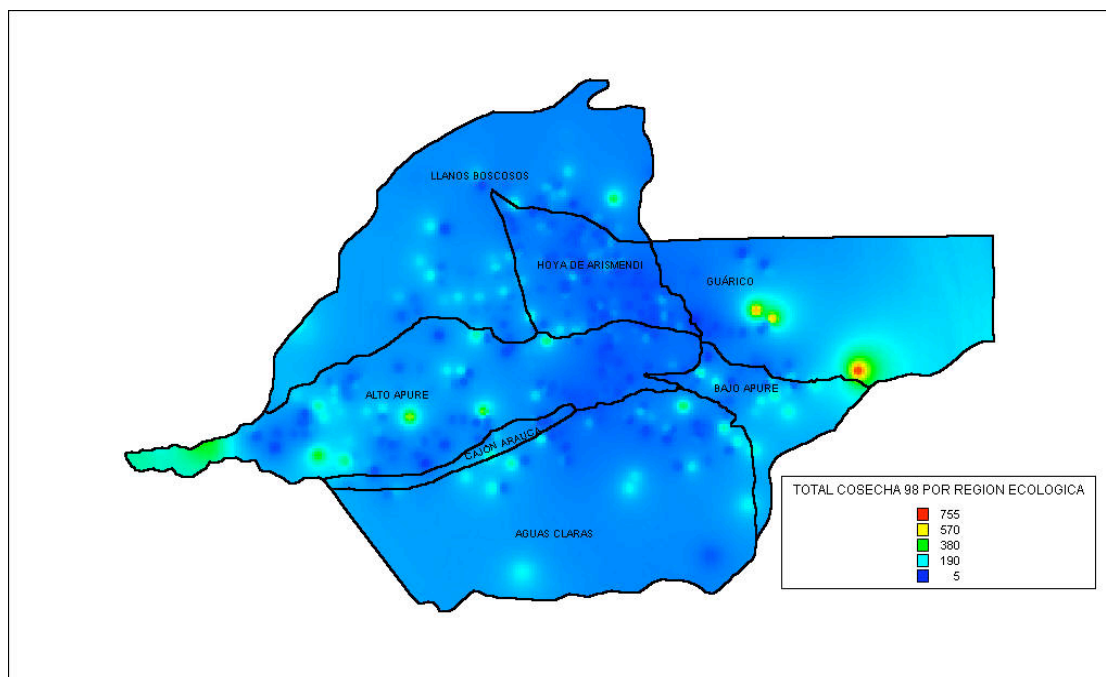 LLANOS BOSCOSOS
HOYA DE ARISMENDI
GUÁRICO
BAJO APURE
ALTO APURE
CAJÓN ARAUCA
AGUAS CLARAS
TOTAL COSECHA 98 POR REGION ECOLOGICA
755
570
380
190
5